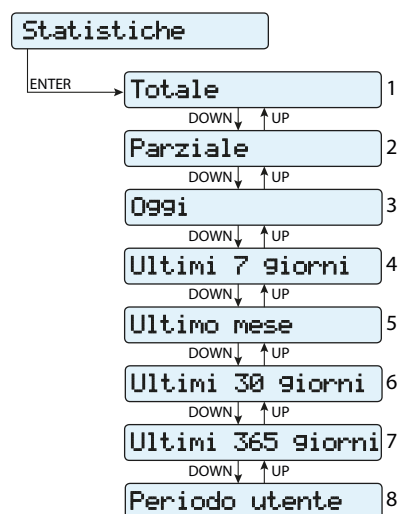 Statistiche
ENTER
Totale 1
DOWN UP
Parziale 2
DOWN UP
Oggi 3
DOWN UP
Ultimi 7 giorni 4
DOWN UP
Ultimo mese 5
DOWN UP
Ultimi 30 giorni 6
DOWN UP
Ultimi 365 giorni 7
DOWN UP
Periodo utente 8